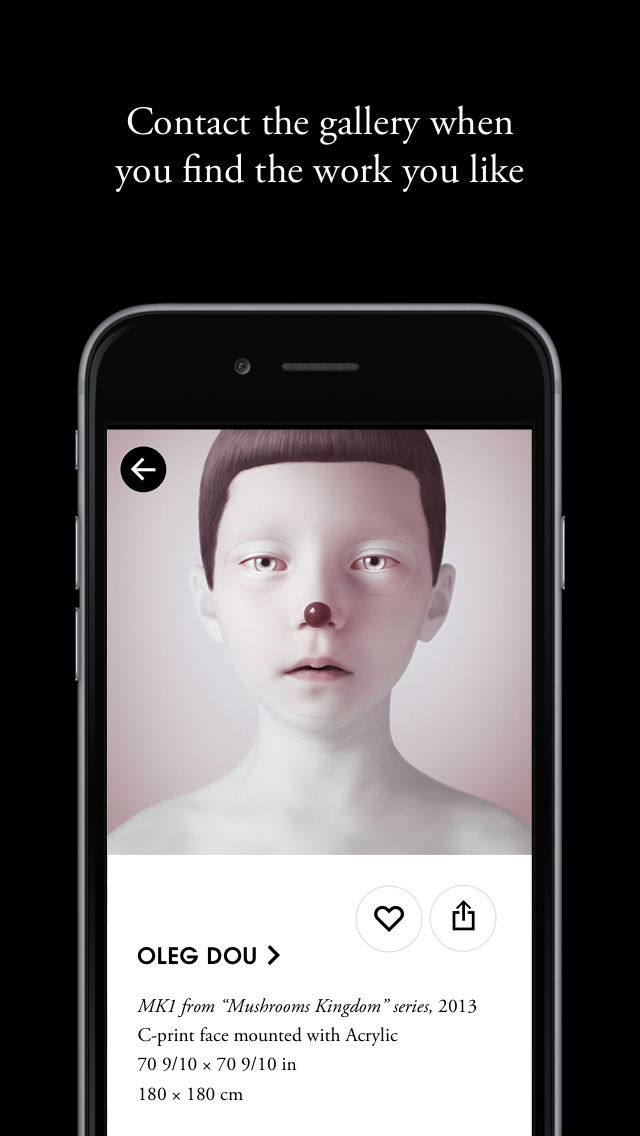 Contact the gallery when
you find the work you like
OLEG DOU
MK1 from “Mushrooms Kingdom” series, 2013
C-print face mounted with Acrylic
70 9/10 × 70 9/10 in
180 × 180 cm